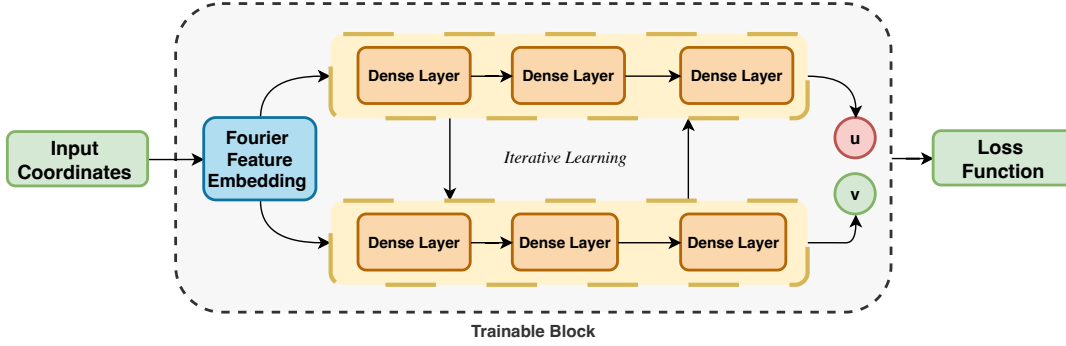 Dense Layer
Dense Layer
Dense Layer
Input
Coordinates
Fourier
Feature
Embedding
Iterative Learning
u
v
Loss
Function
Dense Layer
Dense Layer
Dense Layer
Trainable Block